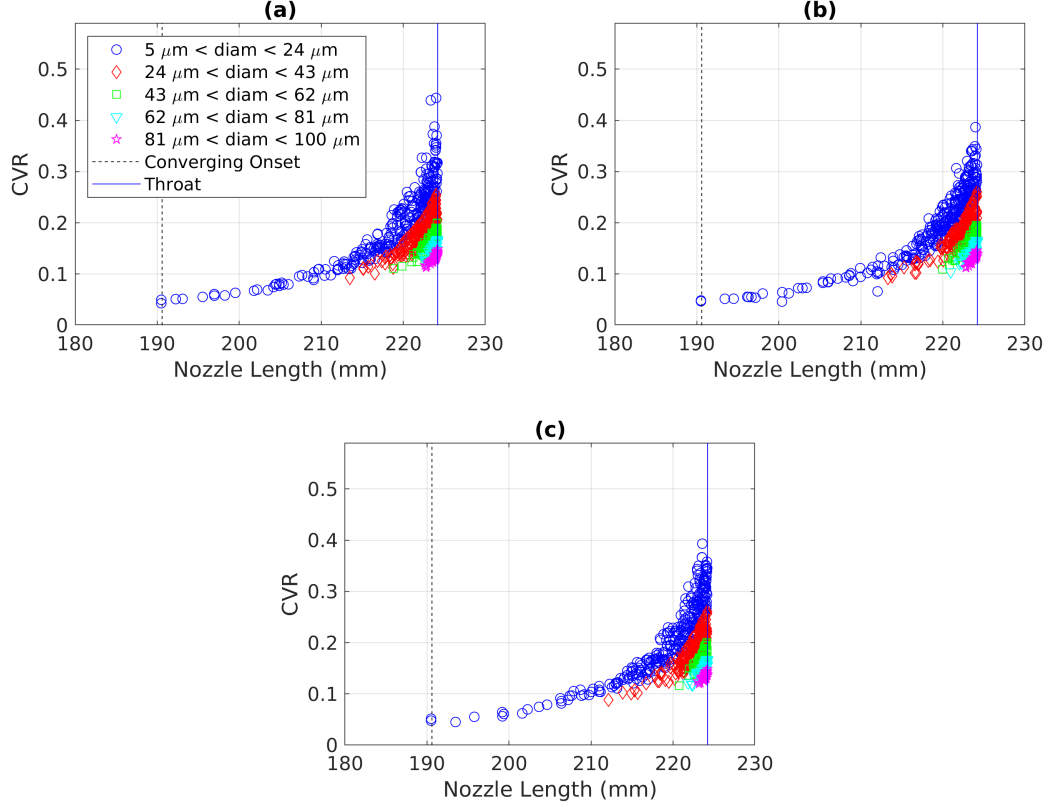 (a)
0.5
0.4
0.3
0.2
0.1
0
CVR
5 μm < diam < 24 μm
24 μm < diam < 43 μm
43 μm < diam < 62 μm
62 μm < diam < 81 μm
81 μm < diam < 100 μm
Converging Onset
Throat
180 190 200 210 220 230
Nozzle Length (mm)
(b)
0.5
0.4
0.3
0.2
0.1
0
CVR
180 190 200 210 220 230
Nozzle Length (mm)
(c)
0.5
0.4
0.3
0.2
0.1
0
CVR
180 190 200 210 220 230
Nozzle Length (mm)